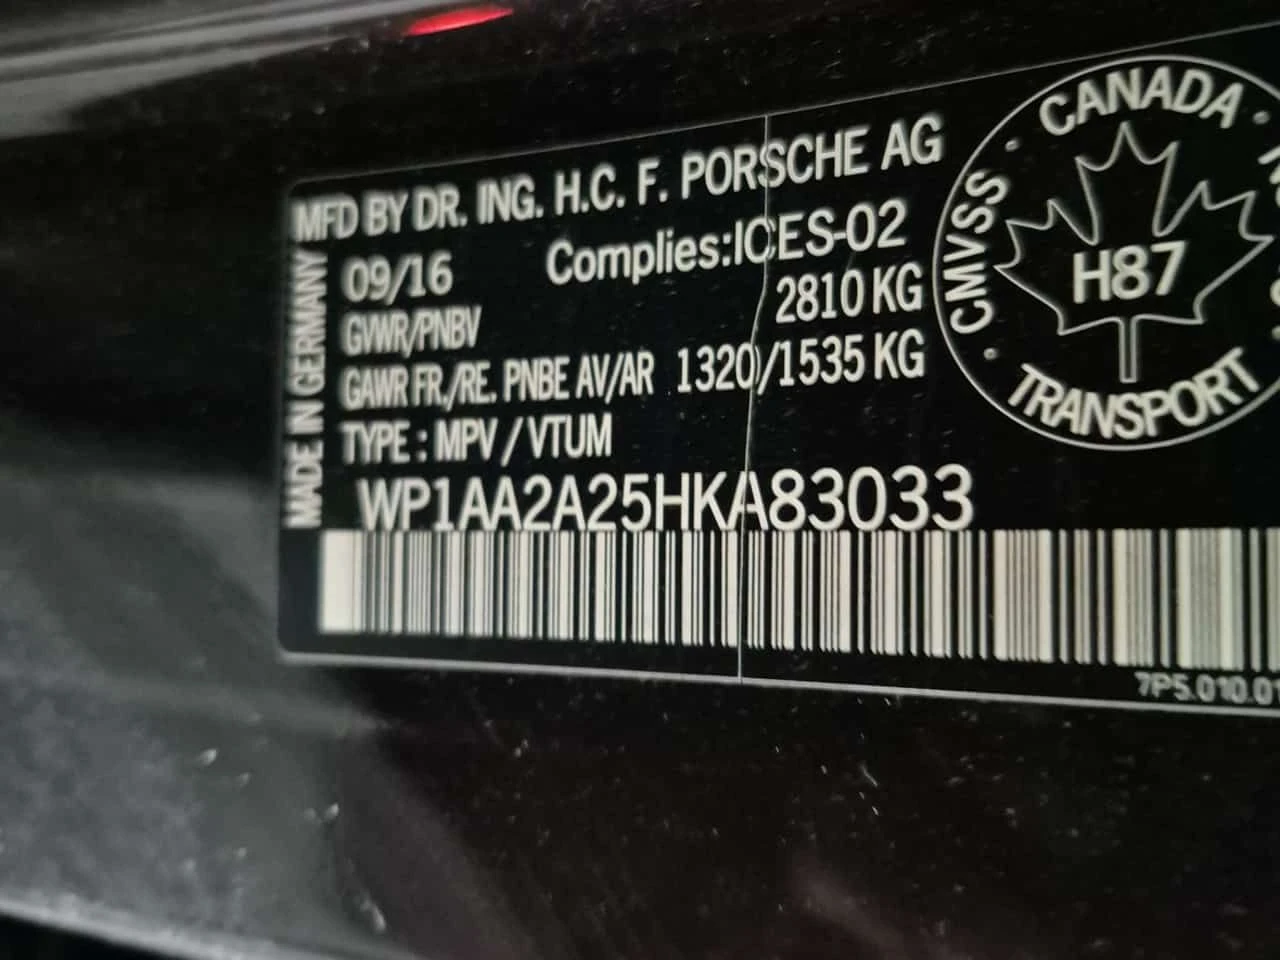 MFD BY DR. ING. H.C. F. PORSCHE AG
09/16 Complies:ICES-02
GVWR/PNBV 2810 KG
GAWR FR./RE. PNBE AV/AR 1320/1535 KG
TYPE : MPV / VTUM
WP1AA2A25HKA83033
MADE IN GERMANY
CMVSS · CANADA ·
H87
TRANSPORT
7P5.010.01